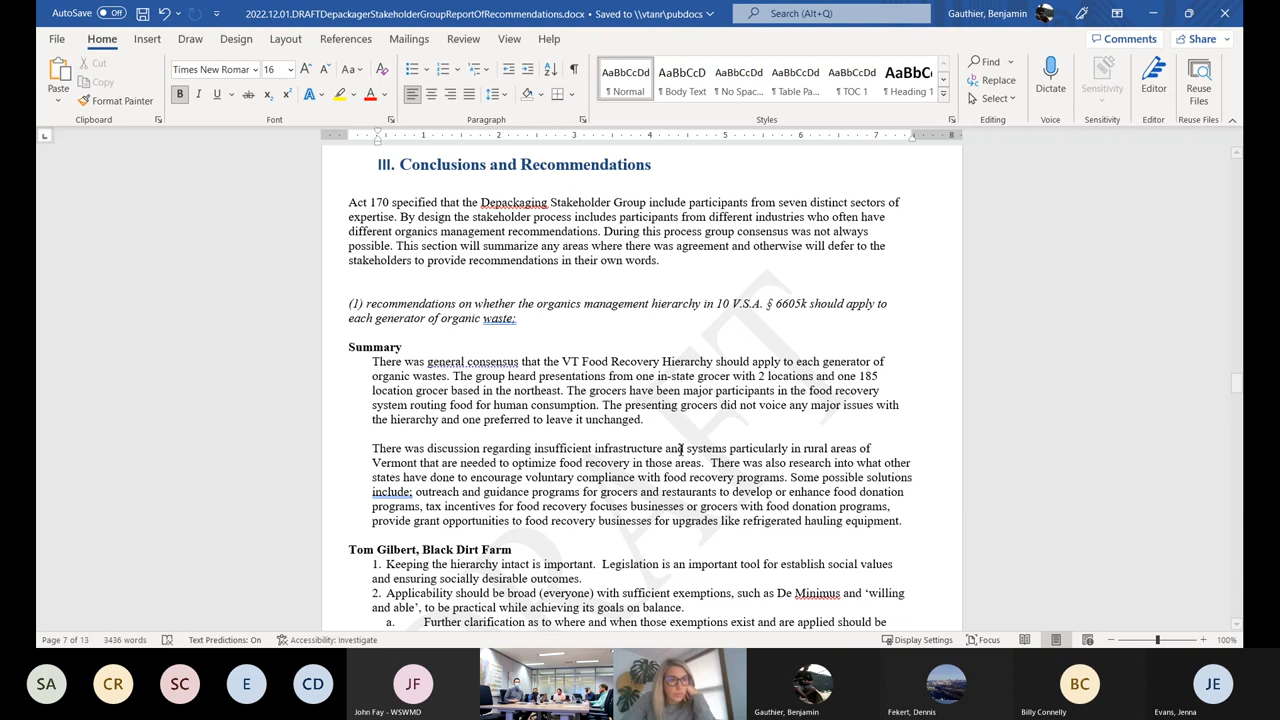 AutoSave Off 2022.12.01.DRAFTDepackagerStakeholderGroupReportOfRecommendations.docx • Saved to \\vtanr\pubdocs Search (Alt+Q) Gauthier, Benjamin
File Home Insert Draw Design Layout References Mailings Review View Help Comments Share
Paste Cut Copy Format Painter Clipboard
Times New Romar 16 Aa Font
Paragraph
AaBbCcDd AaBbCcD AaBbCcDd AaBbCcDd AaBbCcDd AaBbC
¶ Normal ¶ Body Text ¶ No Spac... ¶ Table Pa... ¶ TOC 1 ¶ Heading 1
Styles
Find Replace Select Editing
Dictate Voice
Sensitivity Sensitivity
Editor Editor
Reuse Files Reuse Files
1 2 3 4 5 6 7 8
III. Conclusions and Recommendations
Act 170 specified that the Depackaging Stakeholder Group include participants from seven distinct sectors of
expertise. By design the stakeholder process includes participants from different industries who often have
different organics management recommendations. During this process group consensus was not always
possible. This section will summarize any areas where there was agreement and otherwise will defer to the
stakeholders to provide recommendations in their own words.
(1) recommendations on whether the organics management hierarchy in 10 V.S.A. § 6605k should apply to
each generator of organic waste;
Summary
There was general consensus that the VT Food Recovery Hierarchy should apply to each generator of
organic wastes. The group heard presentations from one in-state grocer with 2 locations and one 185
location grocer based in the northeast. The grocers have been major participants in the food recovery
system routing food for human consumption. The presenting grocers did not voice any major issues with
the hierarchy and one preferred to leave it unchanged.
There was discussion regarding insufficient infrastructure and systems particularly in rural areas of
Vermont that are needed to optimize food recovery in those areas. There was also research into what other
states have done to encourage voluntary compliance with food recovery programs. Some possible solutions
include; outreach and guidance programs for grocers and restaurants to develop or enhance food donation
programs, tax incentives for food recovery focuses businesses or grocers with food donation programs,
provide grant opportunities to food recovery businesses for upgrades like refrigerated hauling equipment.
Tom Gilbert, Black Dirt Farm
1. Keeping the hierarchy intact is important. Legislation is an important tool for establish social values
and ensuring socially desirable outcomes.
2. Applicability should be broad (everyone) with sufficient exemptions, such as De Minimus and ‘willing
and able’, to be practical while achieving its goals on balance.
a. Further clarification as to where and when those exemptions exist and are applied should be
DRAFT
Page 7 of 13 3436 words Text Predictions: On Accessibility: Investigate Display Settings Focus 100%
SA CR SC E CD JF BC JE
John Fay - WSWMD Gauthier, Benjamin Fekert, Dennis Billy Connelly Evans, Jenna